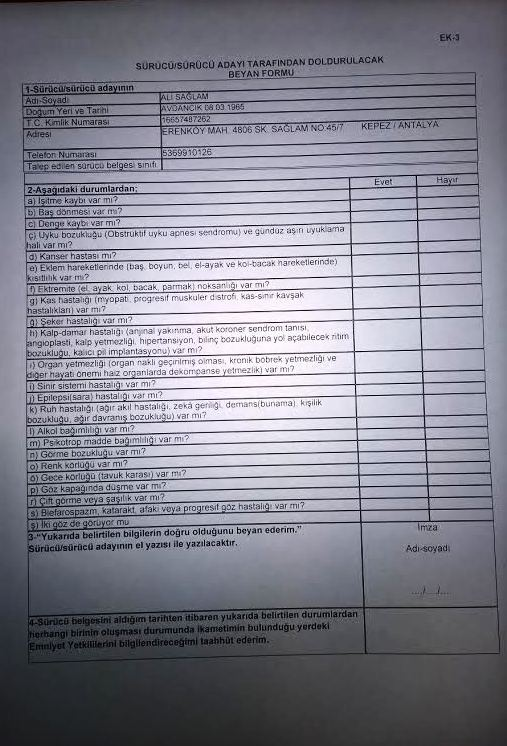 EK-3
SÜRÜCÜ/SÜRÜCÜ ADAYI TARAFINDAN DOLDURULACAK
BEYAN FORMU
1-Sürücü/sürücü adayının
Adı-Soyadı ALİ SAĞLAM
Doğum Yeri ve Tarihi AVDANCIK 08.03.1965
T.C. Kimlik Numarası 16657487262
Adresi ERENKÖY MAH. 4806 SK. SAĞLAM NO:45/7 KEPEZ / ANTALYA
Telefon Numarası 5369910126
Talep edilen sürücü belgesi sınıfı
2-Aşağıdaki durumlardan; Evet Hayır
a) İşitme kaybı var mı?
b) Baş dönmesi var mı?
c) Denge kaybı var mı?
ç) Uyku bozukluğu (Obstruktif uyku apnesi sendromu) ve gündüz aşırı uyuklama
hali var mı?
d) Kanser hastası mı?
e) Eklem hareketlerinde (baş, boyun, bel, el-ayak ve kol-bacak hareketlerinde)
kısıtlılık var mı?
f) Ektremite (el, ayak, kol, bacak, parmak) noksanlığı var mı?
g) Kas hastalığı (myopati, progresif muskuler distrofi, kas-sinir kavşak
hastalıkları) var mı?
ğ) Şeker hastalığı var mı?
h) Kalp-damar hastalığı (anjinal yakınma, akut koroner sendrom tanısı,
angioplasti, kalp yetmezliği, hipertansiyon, bilinç bozukluğuna yol açabilecek ritim
bozukluğu, kalıcı pil implantasyonu) var mı?
ı) Organ yetmezliği (organ nakli geçirilmiş olması, kronik böbrek yetmezliği ve
diğer hayati önemi haiz organlarda dekompanse yetmezlik) var mı?
i) Sinir sistemi hastalığı var mı?
j) Epilepsi(sara) hastalığı var mı?
k) Ruh hastalığı (ağır akıl hastalığı, zekâ geriliği, demans(bunama), kişilik
bozukluğu, ağır davranış bozukluğu) var mı?
l) Alkol bağımlılığı var mı?
m) Psikotrop madde bağımlılığı var mı?
n) Görme bozukluğu var mı?
o) Renk körlüğü var mı?
ö) Gece körlüğü (tavuk karası) var mı?
p) Göz kapağında düşme var mı?
r) Çift görme veya şaşılık var mı?
s) Blefarospazm, katarakt, afaki veya progresif göz hastalığı var mı?
ş) İki göz de görüyor mu
3-"Yukarıda belirtilen bilgilerin doğru olduğunu beyan ederim." İmza
Sürücü/sürücü adayının el yazısı ile yazılacaktır.
Adı-soyadı
..../..../....
4-Sürücü belgesini aldığım tarihten itibaren yukarıda belirtilen durumlardan
herhangi birinin oluşması durumunda ikametimin bulunduğu yerdeki
Emniyet Yetkililerini bilgilendireceğimi taahhüt ederim.